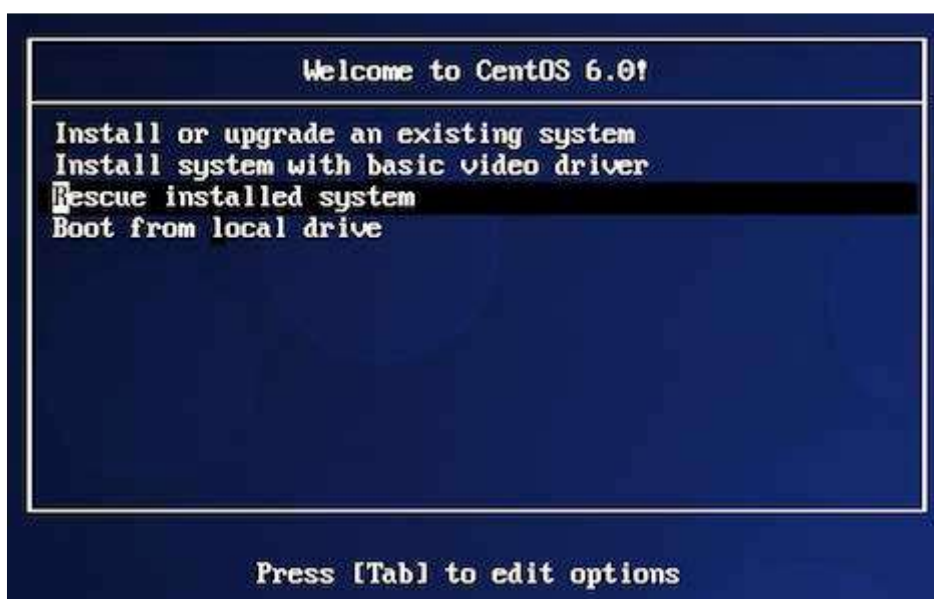 Welcome to CentOS 6.0!
Install or upgrade an existing system
Install system with basic video driver
Rescue installed system
Boot from local drive
Press [Tab] to edit options